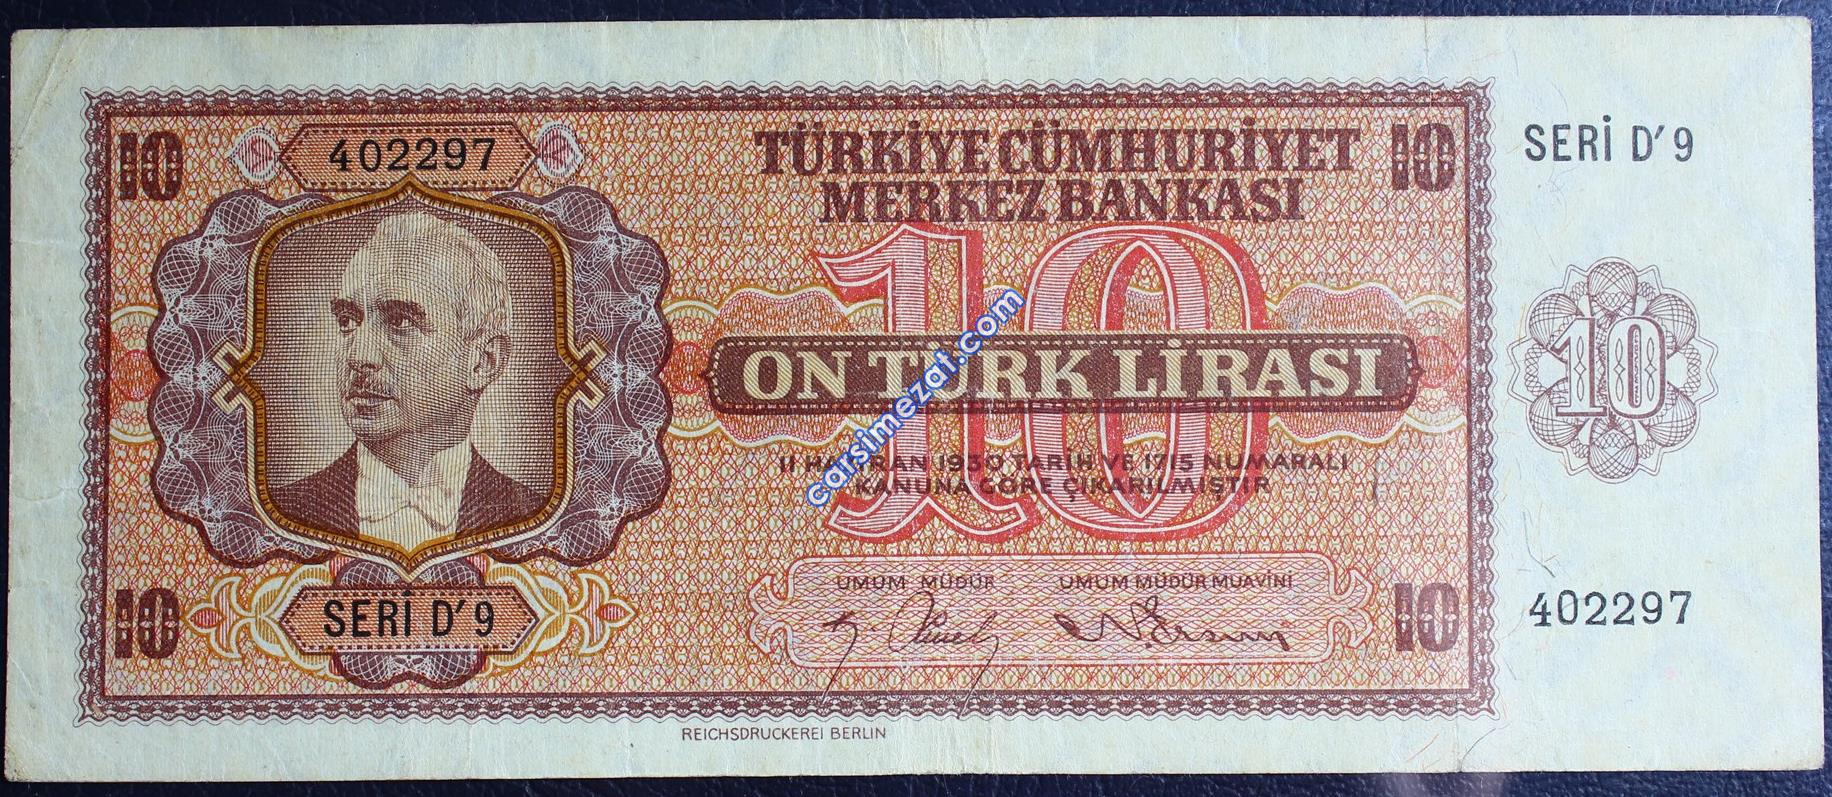 10
402297
TÜRKİYE CÜMHURİYET
MERKEZ BANKASI
10
SERİ D' 9
10
ON TÜRK LİRASI
10
carsimezat.com
11 HAZİRAN 1930 TARİH VE 1715 NUMARALI
KANUNA GÖRE ÇIKARILMIŞTIR
UMUM MÜDÜR
UMUM MÜDÜR MUAVİNİ
10
SERİ D' 9
10
402297
REICHSDRUCKEREI BERLIN